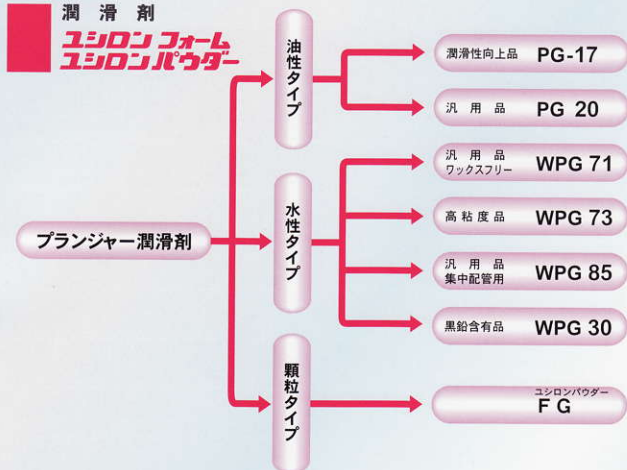 潤滑剤
ユシロン フォーム
ユシロン パウダー
プランジャー潤滑剤
油性タイプ
潤滑性向上品 PG-17
汎用品 PG 20
水性タイプ
汎用品
ワックスフリー WPG 71
高粘度品 WPG 73
汎用品
集中配管用 WPG 85
黒鉛含有品 WPG 30
顆粒タイプ
ユシロンパウダー
FG